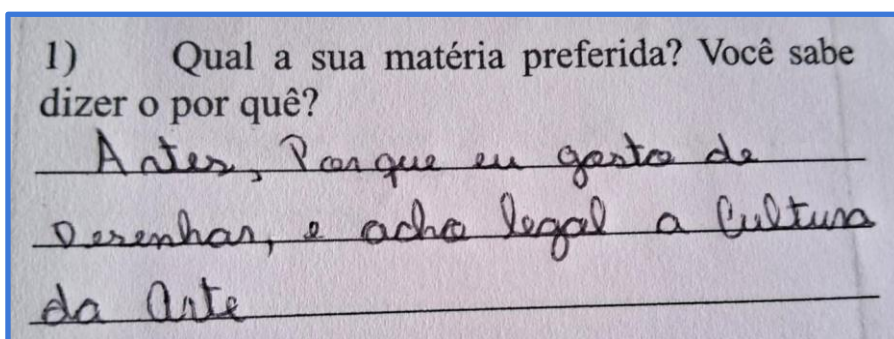 1) Qual a sua matéria preferida? Você sabe
dizer o por quê?
Artes, Porque eu gosto de
Desenhar, e acho legal a Cultura
da Arte